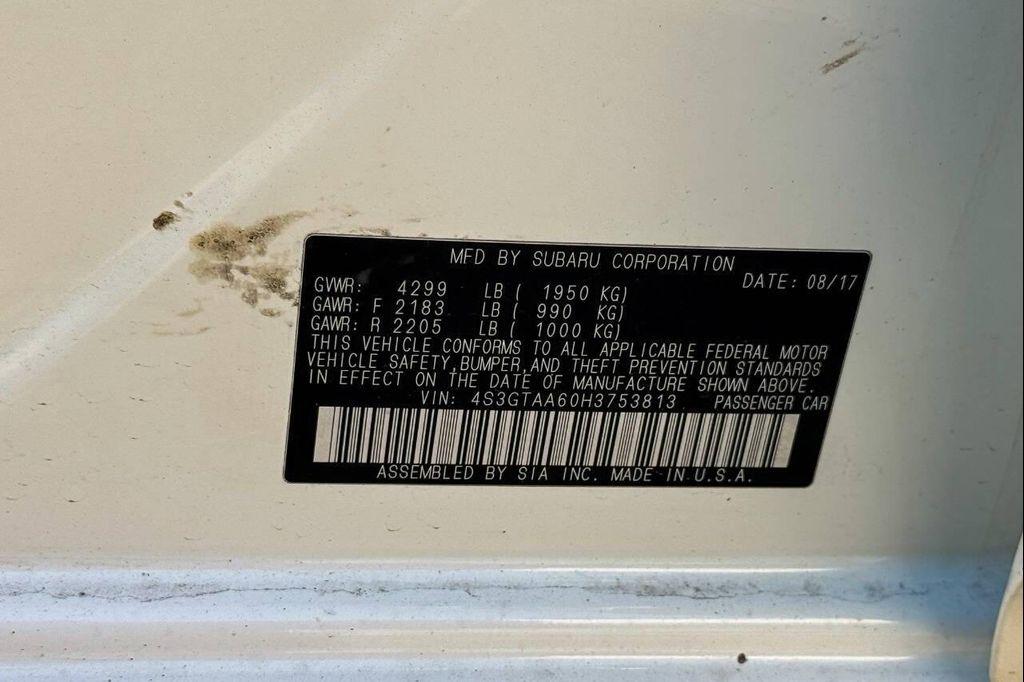 MFD BY SUBARU CORPORATION
DATE: 08/17
GVWR: 4299 LB ( 1950 KG)
GAWR: F 2183 LB ( 990 KG)
GAWR: R 2205 LB ( 1000 KG)
THIS VEHICLE CONFORMS TO ALL APPLICABLE FEDERAL MOTOR
VEHICLE SAFETY, BUMPER, AND THEFT PREVENTION STANDARDS
IN EFFECT ON THE DATE OF MANUFACTURE SHOWN ABOVE.
VIN: 4S3GTAA60H3753813 PASSENGER CAR
ASSEMBLED BY SIA INC. MADE IN U.S.A.